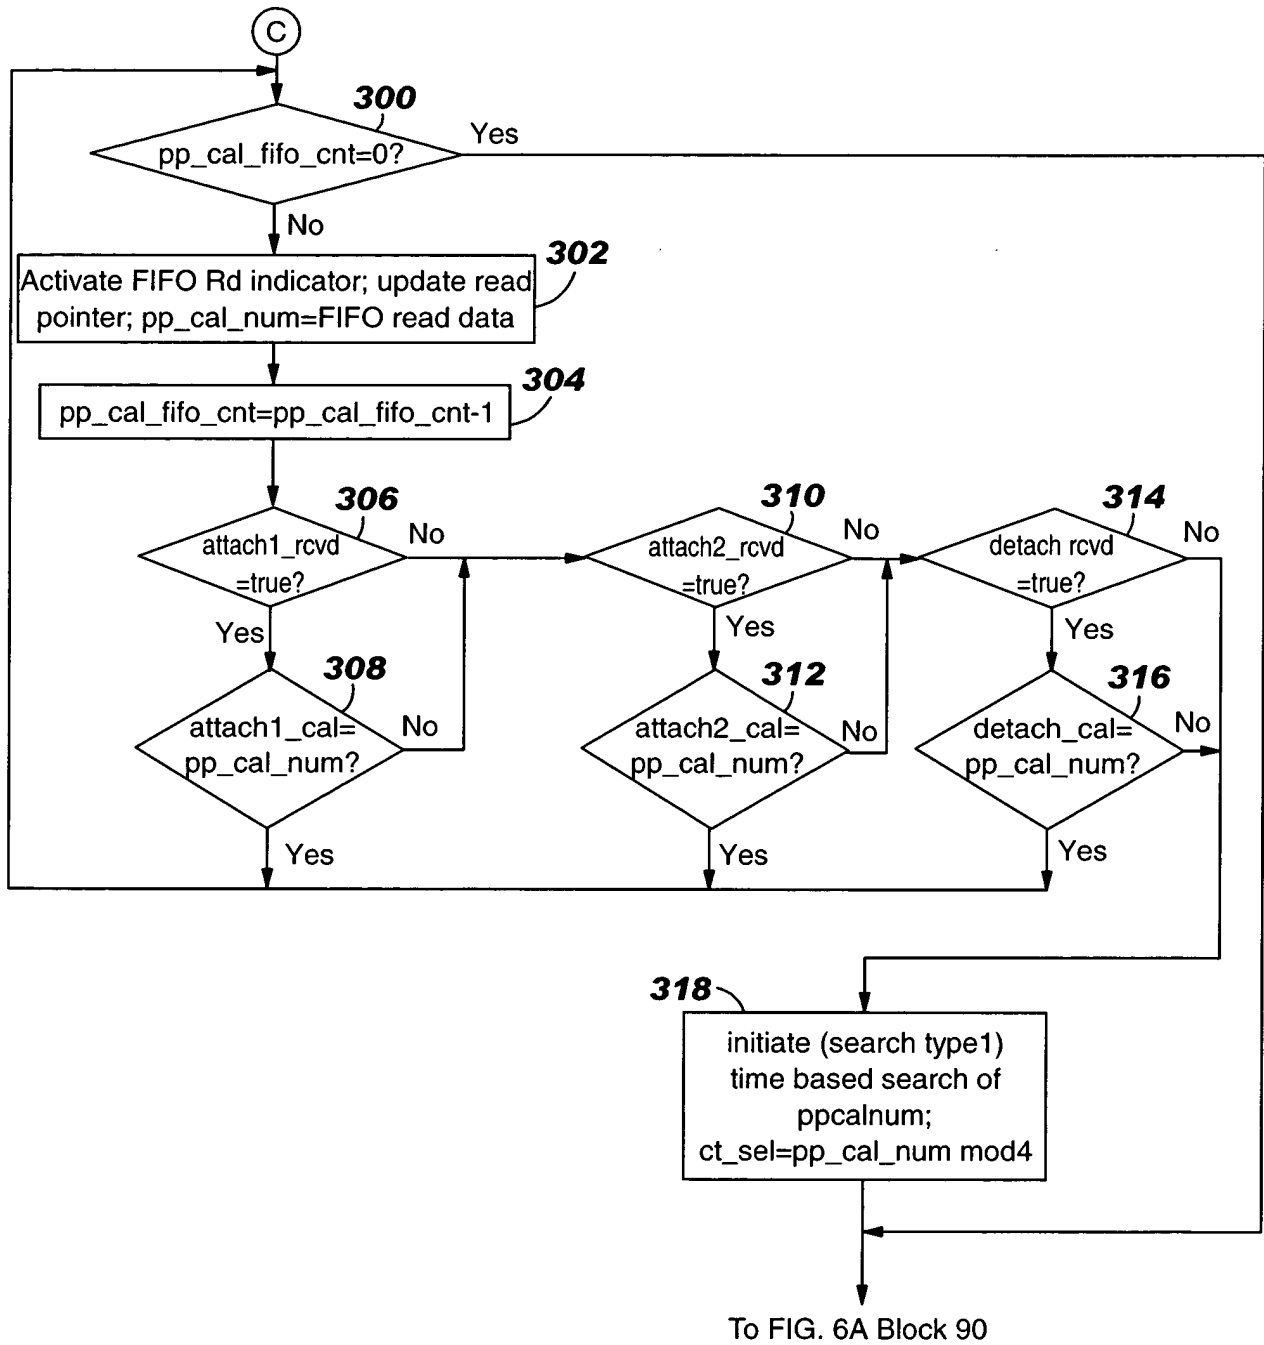 C
300
pp_cal_fifo_cnt=0?
Yes
No
302
Activate FIFO Rd indicator; update read
pointer; pp_cal_num=FIFO read data
304
pp_cal_fifo_cnt=pp_cal_fifo_cnt-1
306
attach1_rcvd
=true?
No
Yes
310
attach2_rcvd
=true?
No
Yes
314
detach rcvd
=true?
No
Yes
308
attach1_cal=
pp_cal_num?
No
Yes
312
attach2_cal=
pp_cal_num?
No
Yes
316
detach_cal=
pp_cal_num?
No
Yes
318
initiate (search type1)
time based search of
ppcalnum;
ct_sel=pp_cal_num mod4
To FIG. 6A Block 90